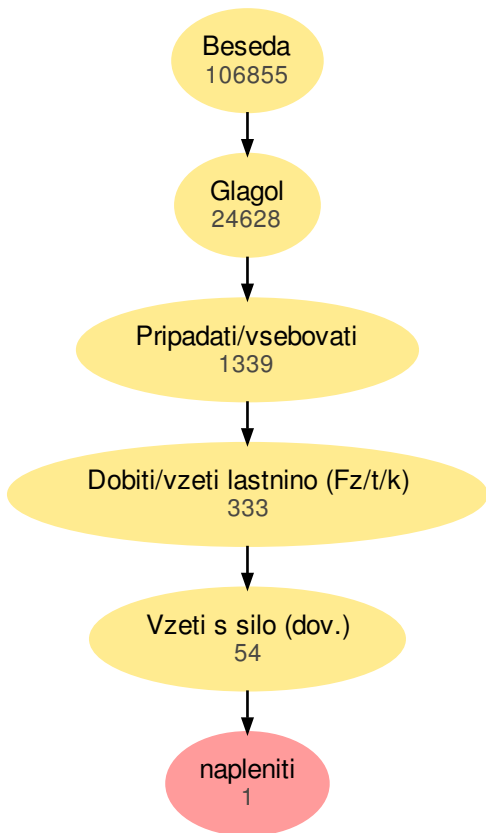 Beseda
106855
Glagol
24628
Pripadati/vsebovati
1339
Dobiti/vzeti lastnino (Fz/t/k)
333
Vzeti s silo (dov.)
54
napleniti
1